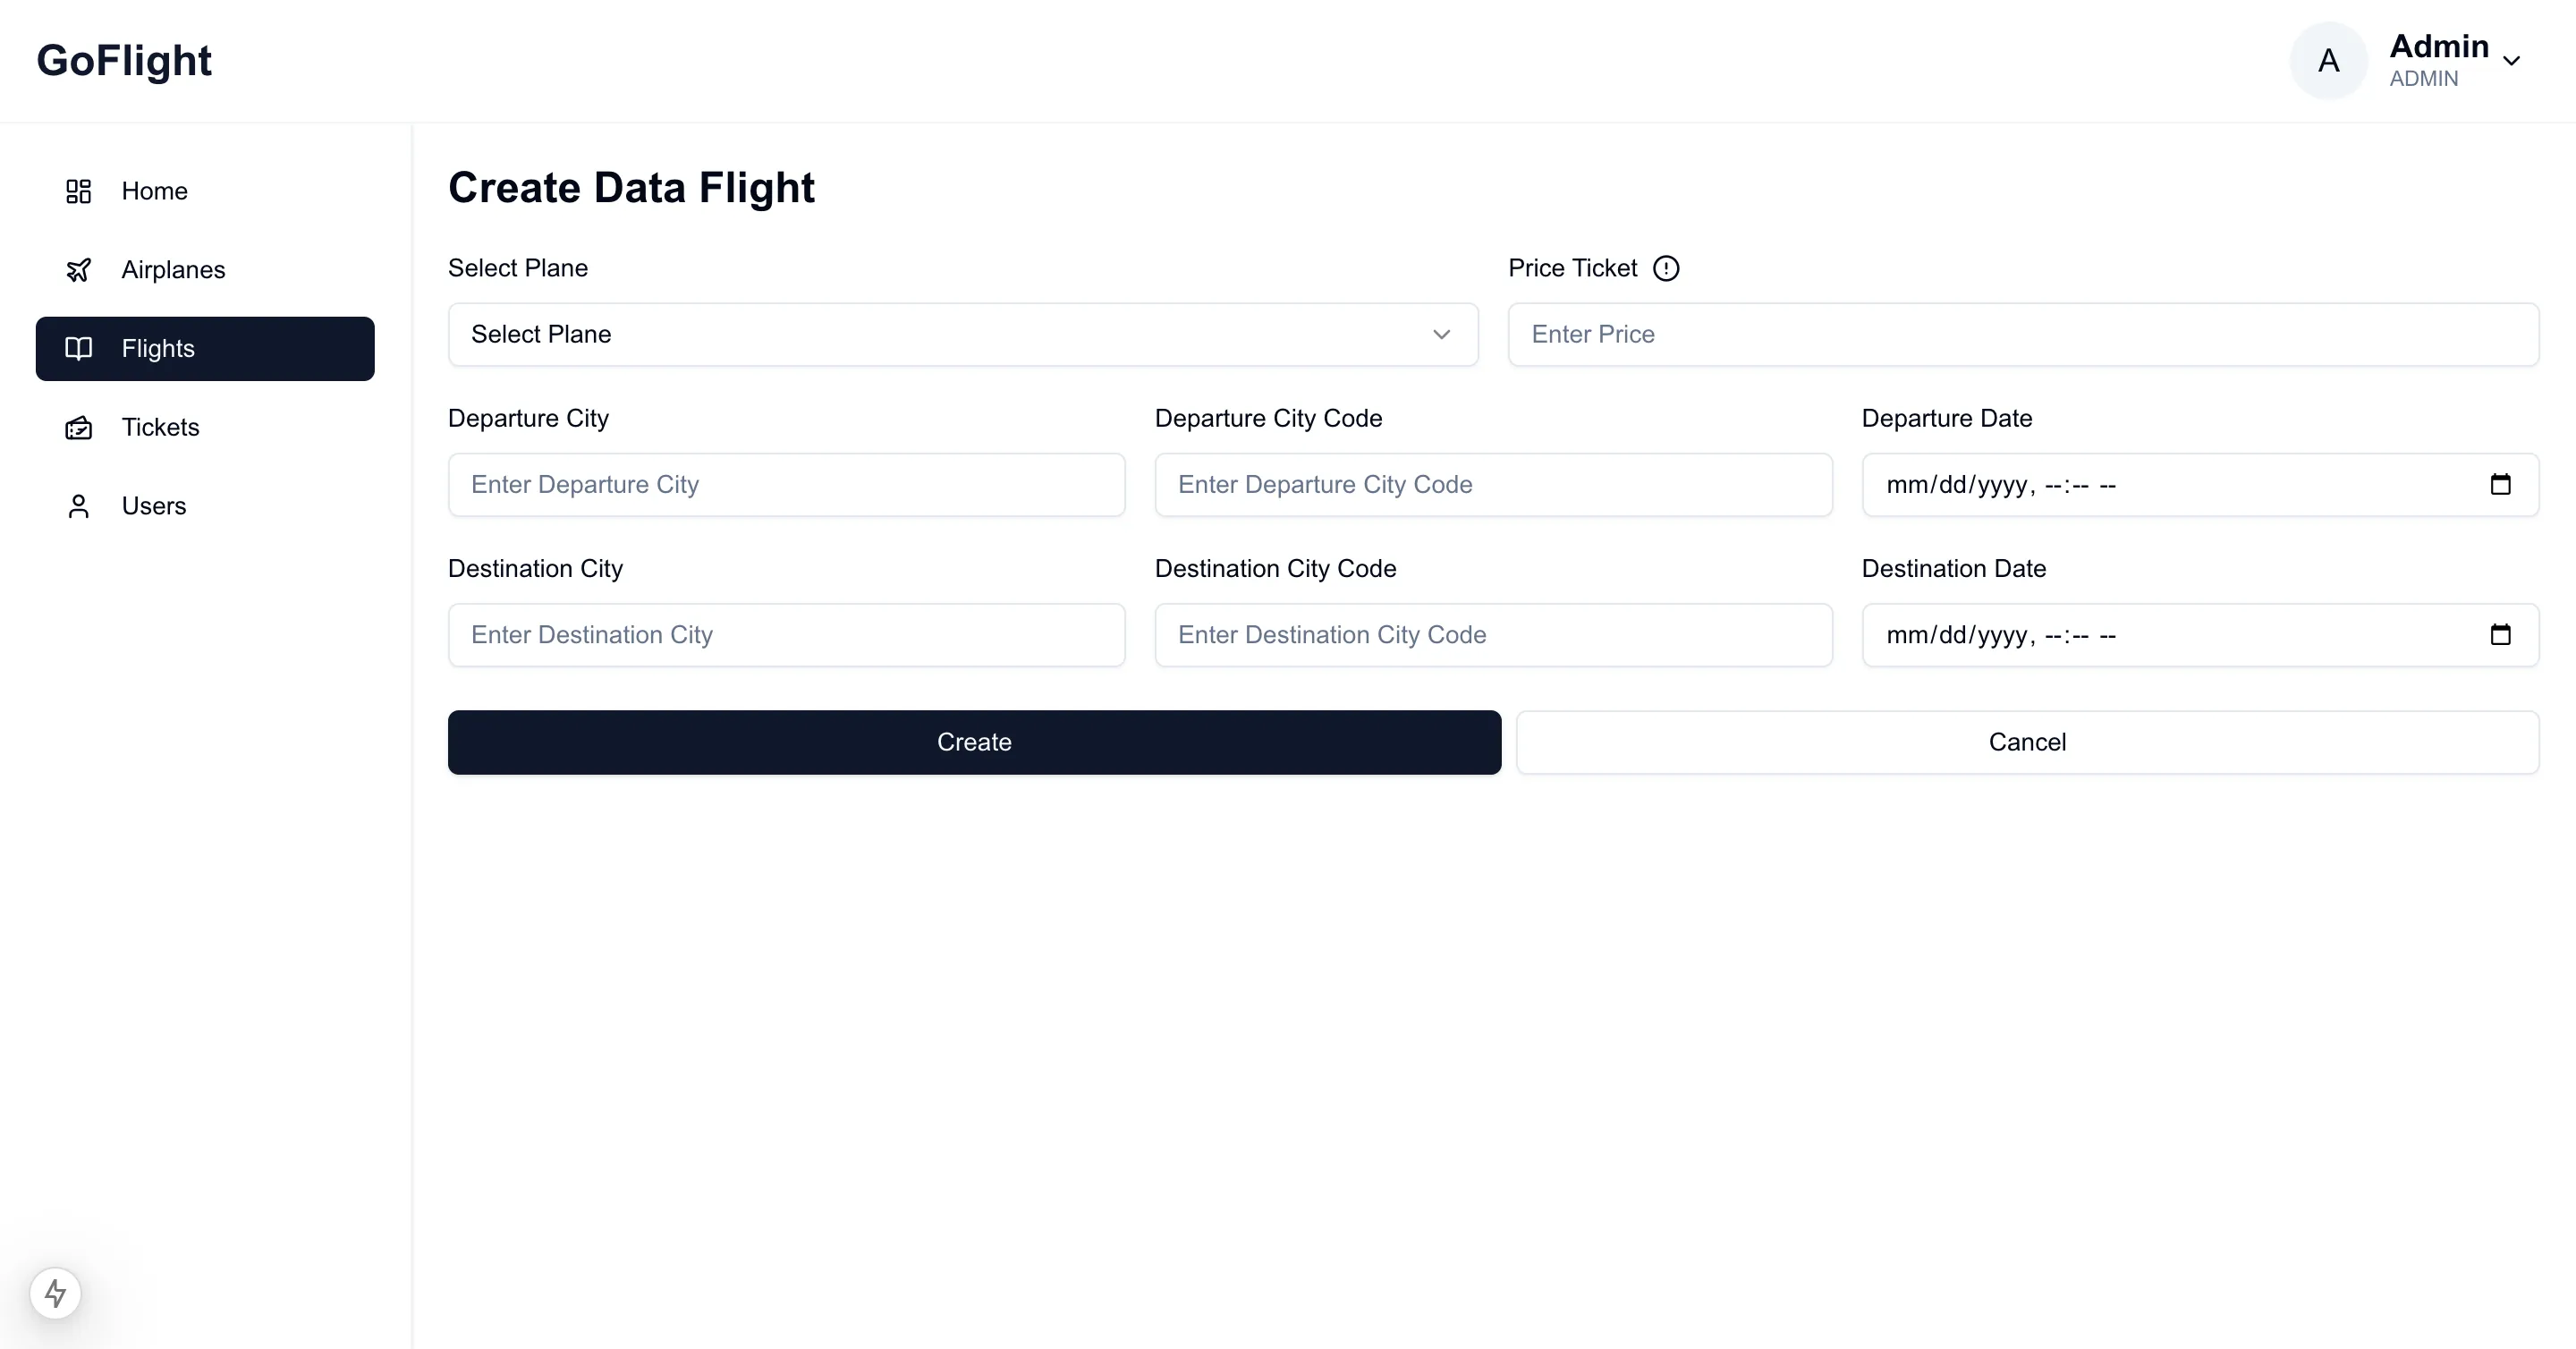 GoFlight
A
Admin
ADMIN
Home
Airplanes
Flights
Tickets
Users
Create Data Flight
Select Plane
Price Ticket
Select Plane
Enter Price
Departure City
Departure City Code
Departure Date
Enter Departure City
Enter Departure City Code
mm/dd/yyyy, --:-- --
Destination City
Destination City Code
Destination Date
Enter Destination City
Enter Destination City Code
mm/dd/yyyy, --:-- --
Create
Cancel